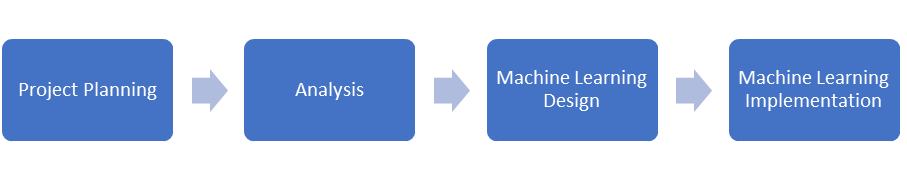 Project Planning
Analysis
Machine Learning
Design
Machine Learning
Implementation